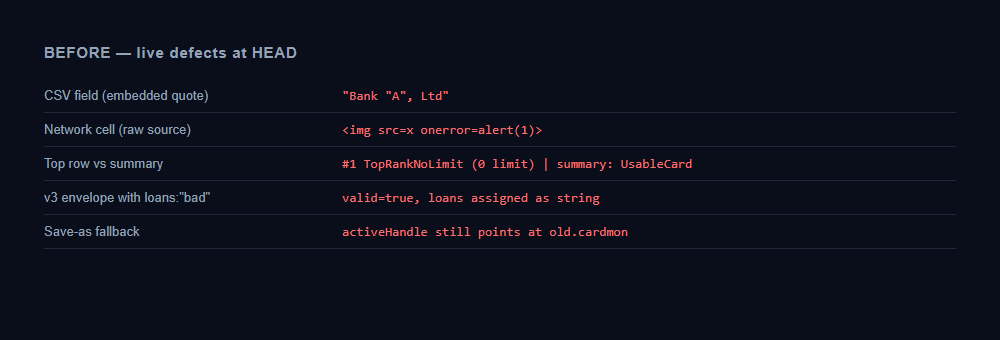 BEFORE — live defects at HEAD
CSV field (embedded quote) "Bank "A", Ltd"
Network cell (raw source) <img src=x onerror=alert(1)>
Top row vs summary #1 TopRankNoLimit (0 limit) | summary: UsableCard
v3 envelope with loans:"bad" valid=true, loans assigned as string
Save-as fallback activeHandle still points at old.cardmon